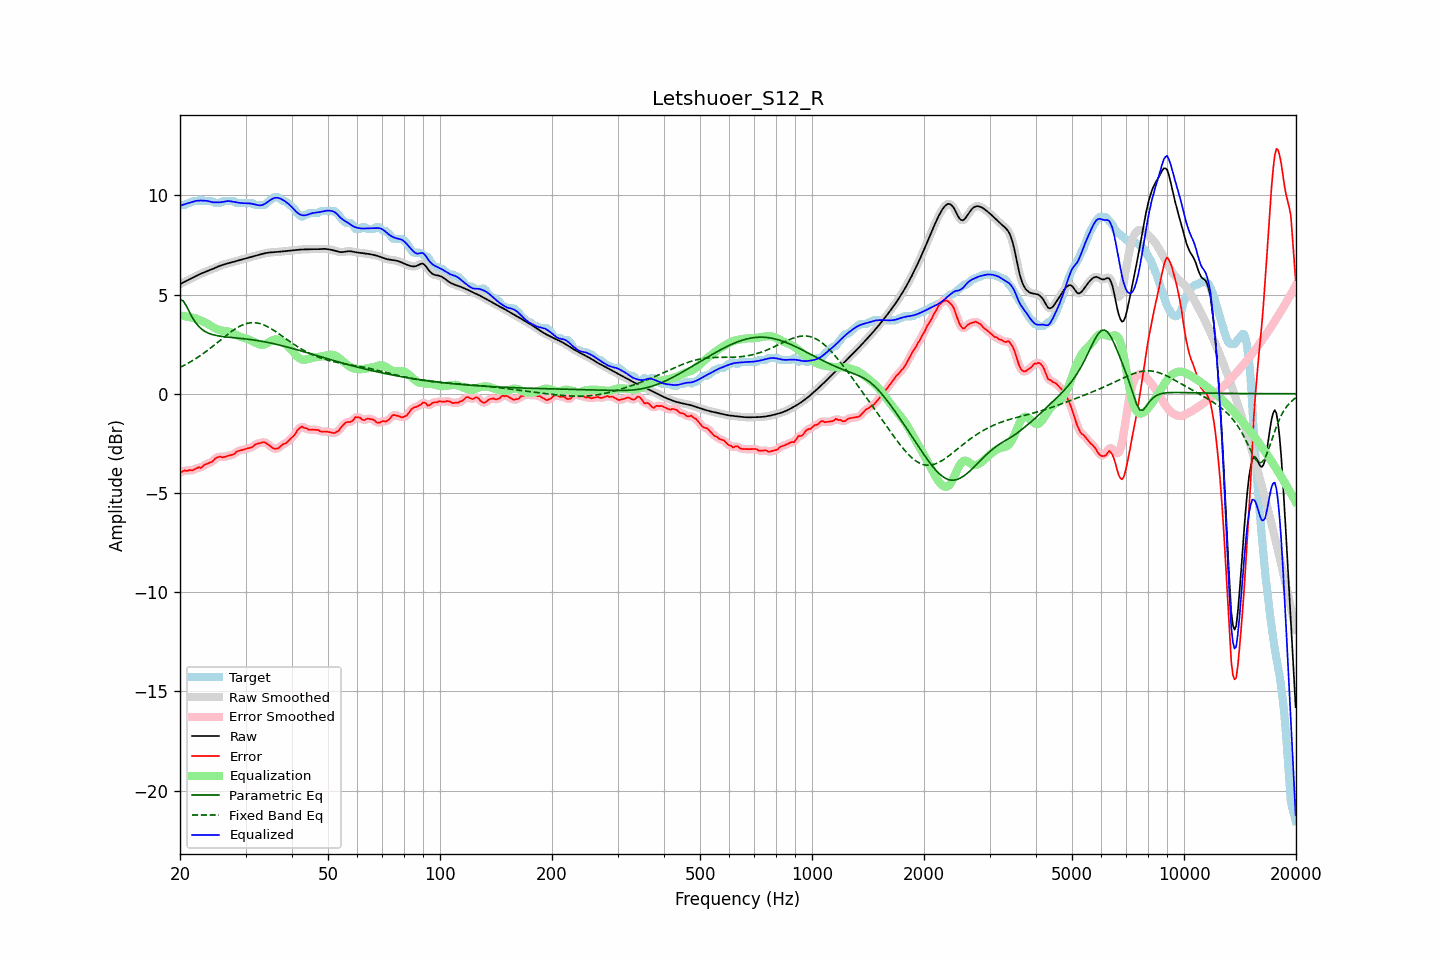 Letshuoer_S12_R
Amplitude (dBr)
10
5
0
−5
−10
−15
−20
Target
Raw Smoothed
Error Smoothed
Raw
Error
Equalization
Parametric Eq
Fixed Band Eq
Equalized
20 50 100 200 500 1000 2000 5000 10000 20000
Frequency (Hz)